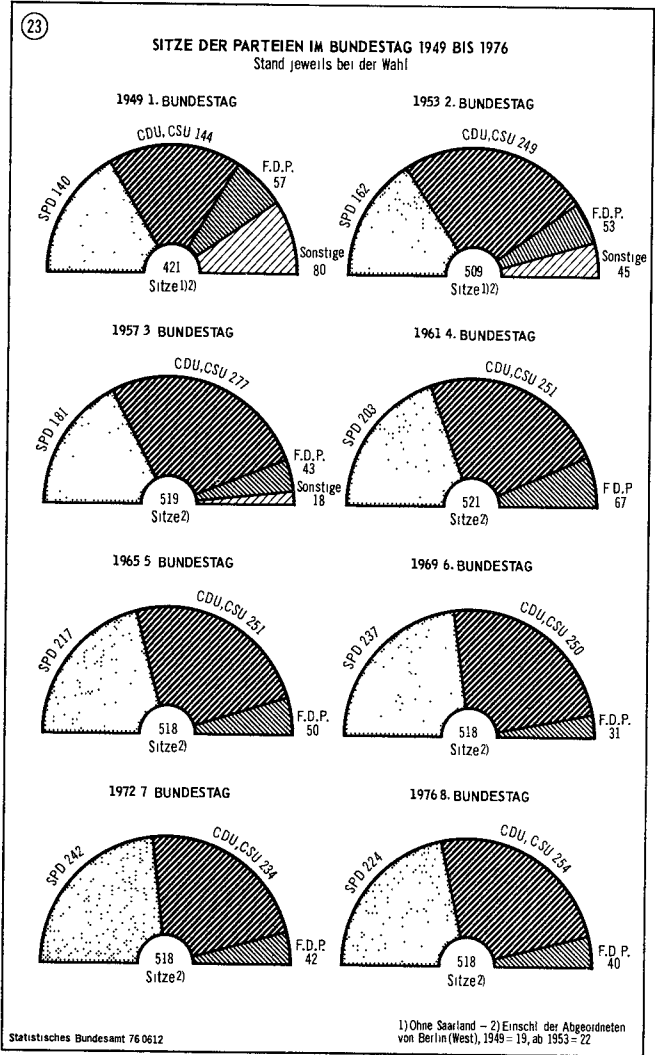 23
SITZE DER PARTEIEN IM BUNDESTAG 1949 BIS 1976
Stand jeweils bei der Wahl
1949 1. BUNDESTAG
SPD 140
CDU, CSU 144
F.D.P.
57
Sonstige
80
421
Sitze 1)2)
1953 2. BUNDESTAG
SPD 162
CDU, CSU 249
F.D.P.
53
Sonstige
45
509
Sitze 1)2)
1957 3 BUNDESTAG
SPD 181
CDU, CSU 277
F.D.P.
43
Sonstige
18
519
Sitze 2)
1961 4. BUNDESTAG
SPD 203
CDU, CSU 251
F D.P
67
521
Sitze 2)
1965 5 BUNDESTAG
SPD 217
CDU, CSU 251
F.D.P.
50
518
Sitze 2)
1969 6. BUNDESTAG
SPD 237
CDU, CSU 250
F.D.P.
31
518
Sitze 2)
1972 7 BUNDESTAG
SPD 242
CDU, CSU 234
F.D.P.
42
518
Sitze 2)
1976 8. BUNDESTAG
SPD 224
CDU, CSU 254
F.D P.
40
518
Sitze 2)
Statistisches Bundesamt 76 0612
1) Ohne Saarland – 2) Einschl der Abgeordneten
von Berlin (West), 1949 = 19, ab 1953 = 22